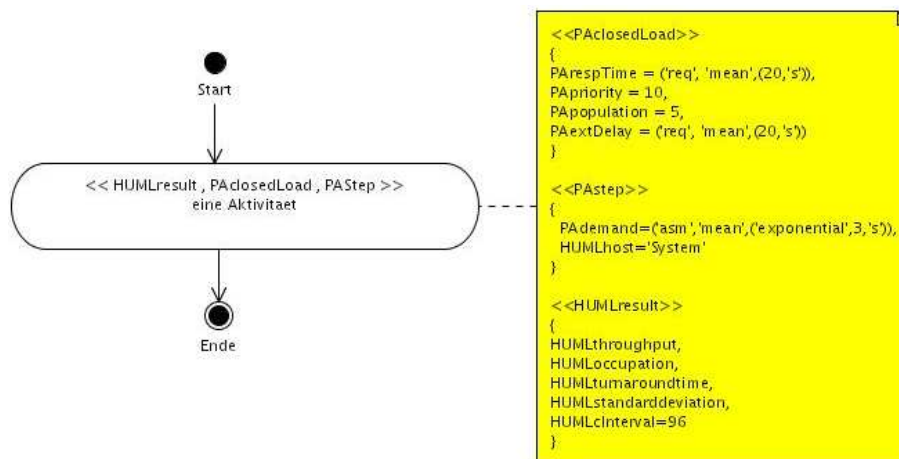 Start
<< HUMLresult , PAclosedLoad , PAStep >>
eine Aktivitaet
Ende
<<PAclosedLoad>>
{
PArespTime = ('req', 'mean',(20,'s')),
PApriority = 10,
PApopulation = 5,
PAextDelay = ('req', 'mean',(20,'s'))
}
<<PAstep>>
{
PAdemand=('asm','mean',('exponential',3,'s')),
HUMLhost='System'
}
<<HUMLresult>>
{
HUMLthroughput,
HUMLoccupation,
HUMLturnaroundtime,
HUMLstandarddeviation,
HUMLcInterval=96
}